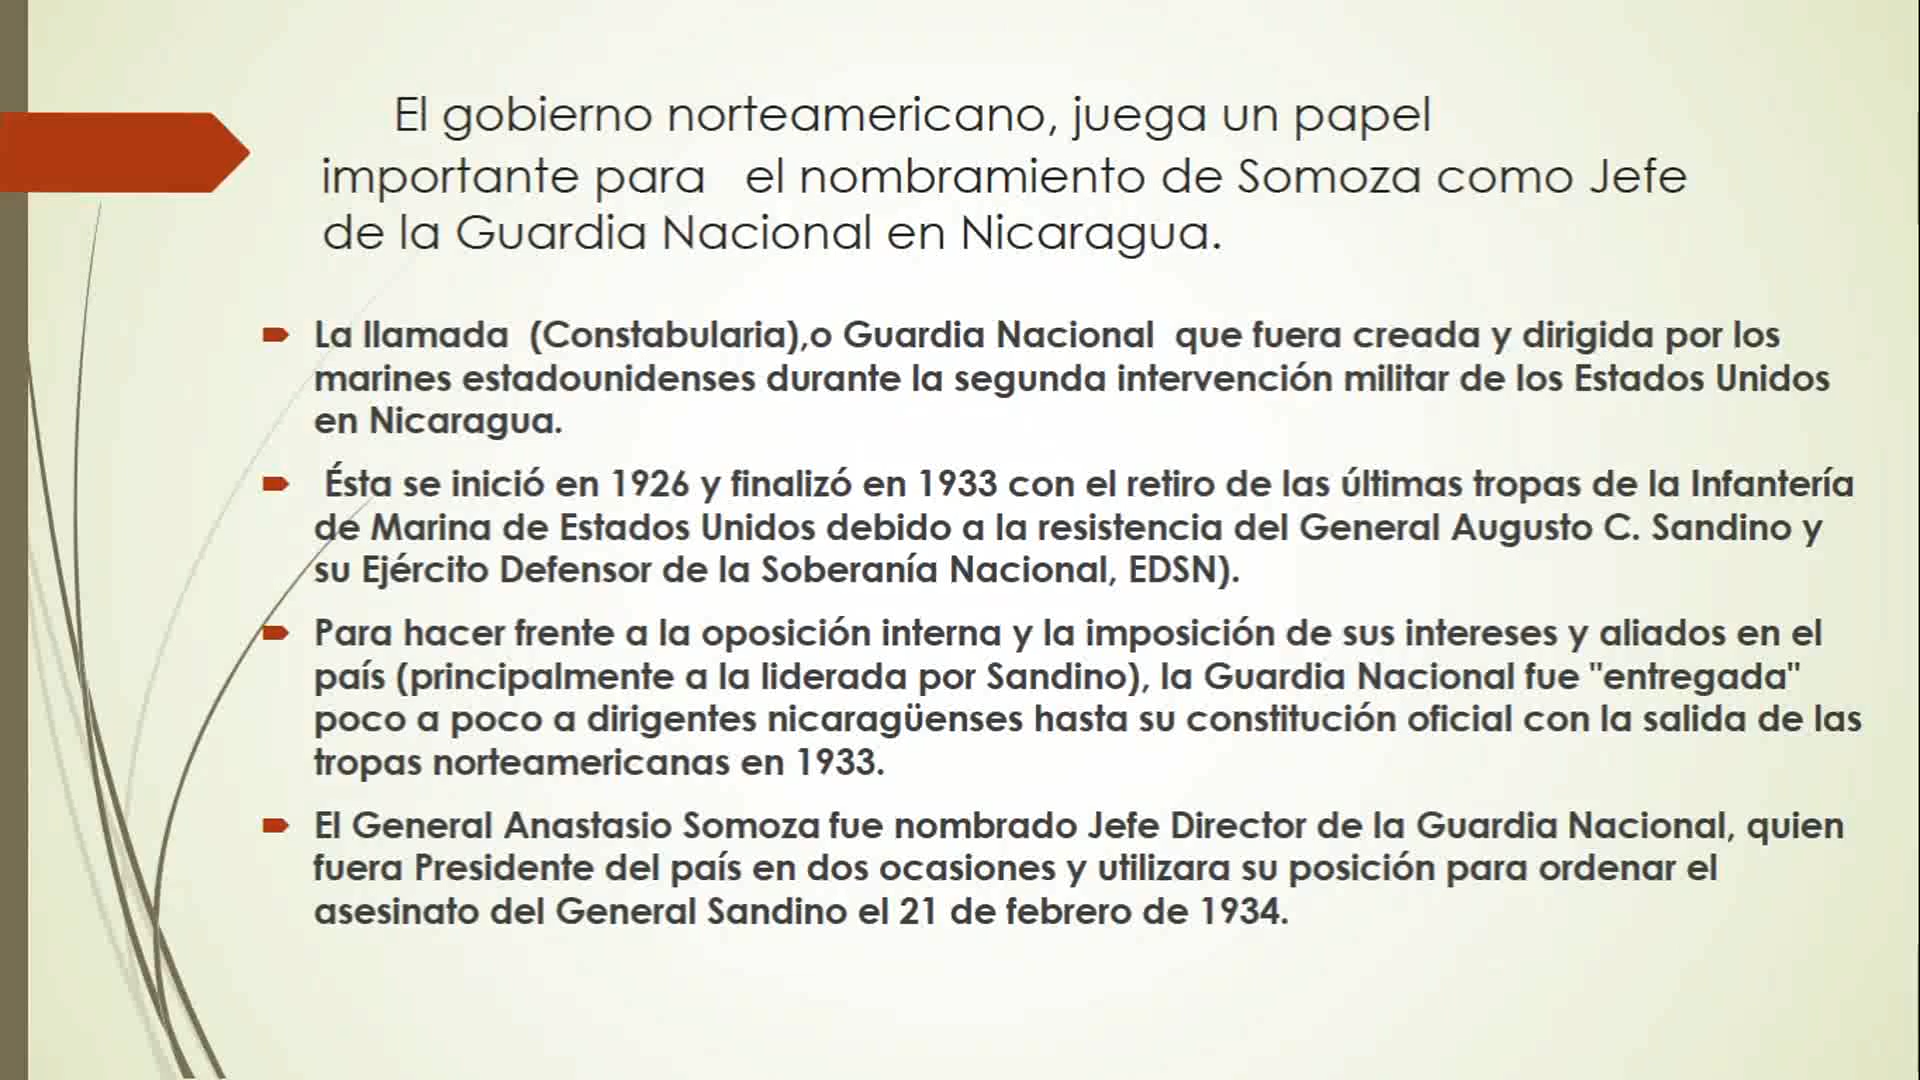 El gobierno norteamericano, juega un papel
importante para el nombramiento de Somoza como Jefe
de la Guardia Nacional en Nicaragua.
La llamada (Constabularia),o Guardia Nacional que fuera creada y dirigida por los
marines estadounidenses durante la segunda intervención militar de los Estados Unidos
en Nicaragua.
Ésta se inició en 1926 y finalizó en 1933 con el retiro de las últimas tropas de la Infantería
de Marina de Estados Unidos debido a la resistencia del General Augusto C. Sandino y
su Ejército Defensor de la Soberanía Nacional, EDSN).
Para hacer frente a la oposición interna y la imposición de sus intereses y aliados en el
país (principalmente a la liderada por Sandino), la Guardia Nacional fue "entregada"
poco a poco a dirigentes nicaragüenses hasta su constitución oficial con la salida de las
tropas norteamericanas en 1933.
El General Anastasio Somoza fue nombrado Jefe Director de la Guardia Nacional, quien
fuera Presidente del país en dos ocasiones y utilizara su posición para ordenar el
asesinato del General Sandino el 21 de febrero de 1934.